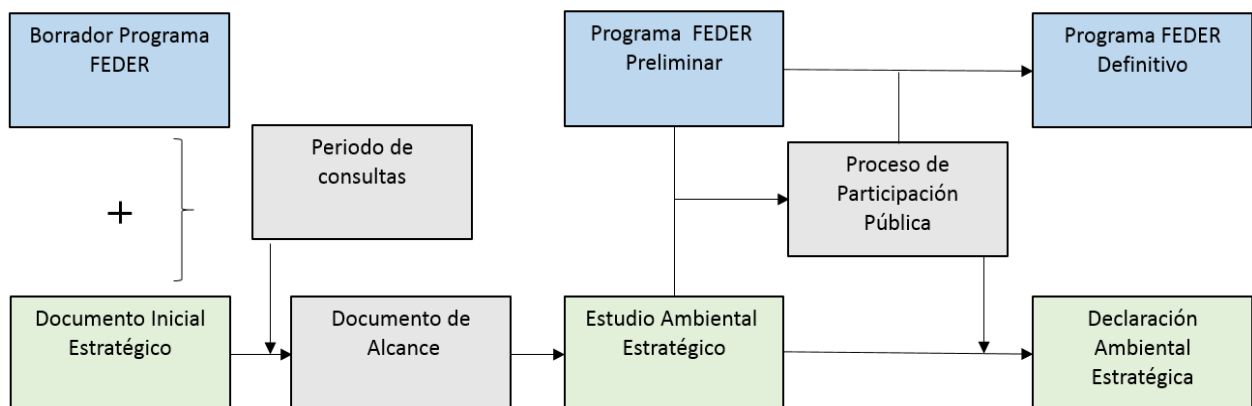 Borrador Programa
FEDER
Programa FEDER
Preliminar
Programa FEDER
Definitivo
Periodo de
consultas
+
Proceso de
Participación
Pública
Documento Inicial
Estratégico
Documento de
Alcance
Estudio Ambiental
Estratégico
Declaración
Ambiental
Estratégica